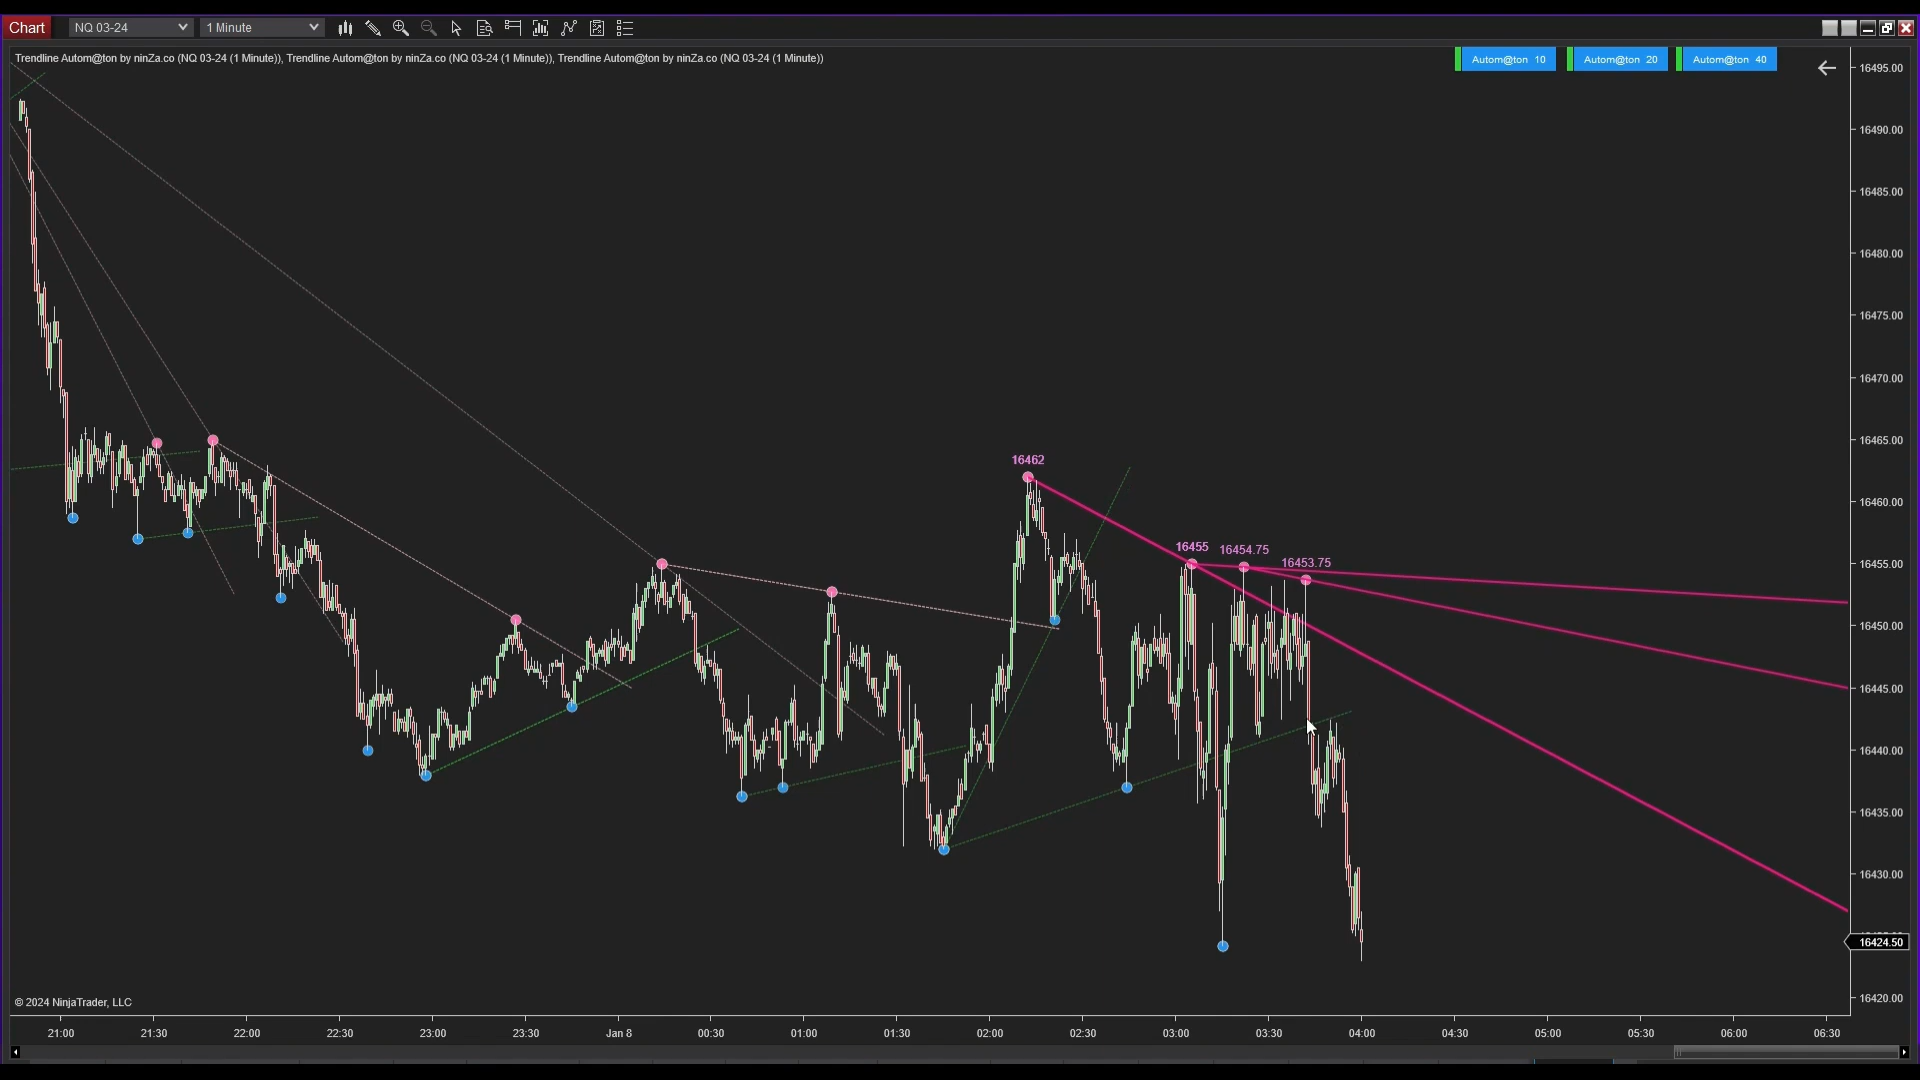 Chart NQ 03-24 1 Minute
Trendline Autom@ton by ninZa.co (NQ 03-24 (1 Minute)), Trendline Autom@ton by ninZa.co (NQ 03-24 (1 Minute)), Trendline Autom@ton by ninZa.co (NQ 03-24 (1 Minute))
Autom@ton 10 Autom@ton 20 Autom@ton 40
16495.00
16490.00
16485.00
16480.00
16475.00
16470.00
16465.00
16462
16460.00
16455 16454.75 16453.75
16455.00
16450.00
16445.00
16440.00
16435.00
16430.00
16424.50
16420.00
© 2024 NinjaTrader, LLC
21:00 21:30 22:00 22:30 23:00 23:30 Jan 8 00:30 01:00 01:30 02:00 02:30 03:00 03:30 04:00 04:30 05:00 05:30 06:00 06:30